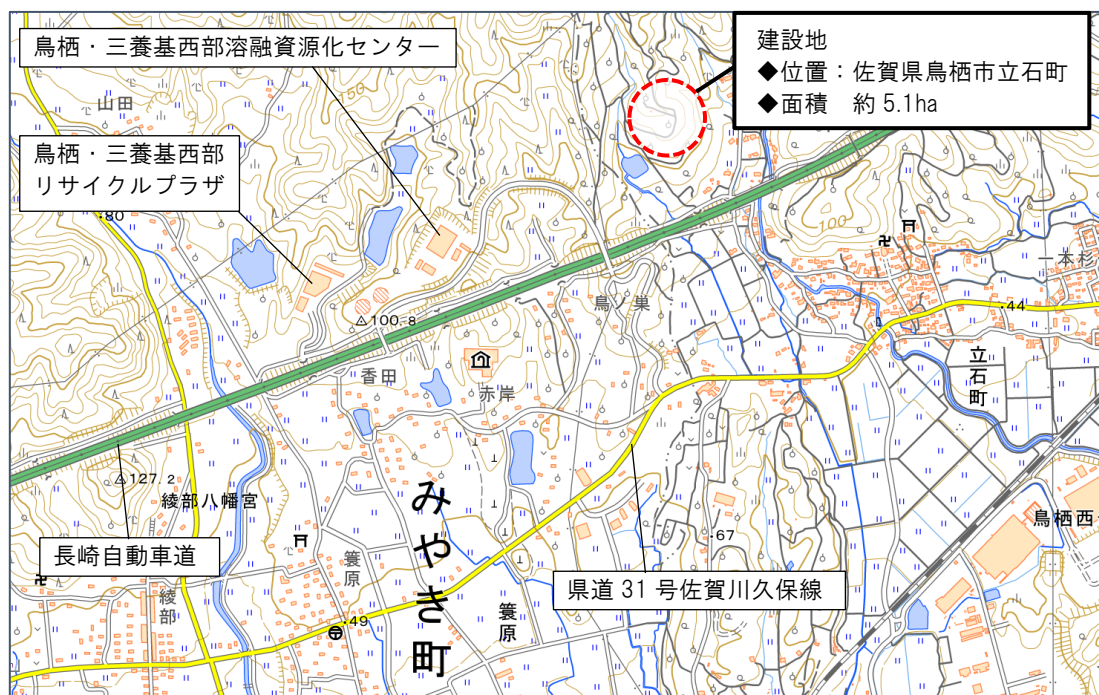 鳥栖・三養基西部溶融資源化センター
建設地
◆位置：佐賀県鳥栖市立石町
◆面積　約 5.1ha
山田
150
鳥栖・三養基西部
リサイクルプラザ
80
100
一本杉
鳥ノ巣
44
100.8
香田
赤岸
立石町
127.2
綾部八幡宮
みやき町
鳥栖西
67
長崎自動車道
簑原
県道 31 号佐賀川久保線
綾部
49
簑原